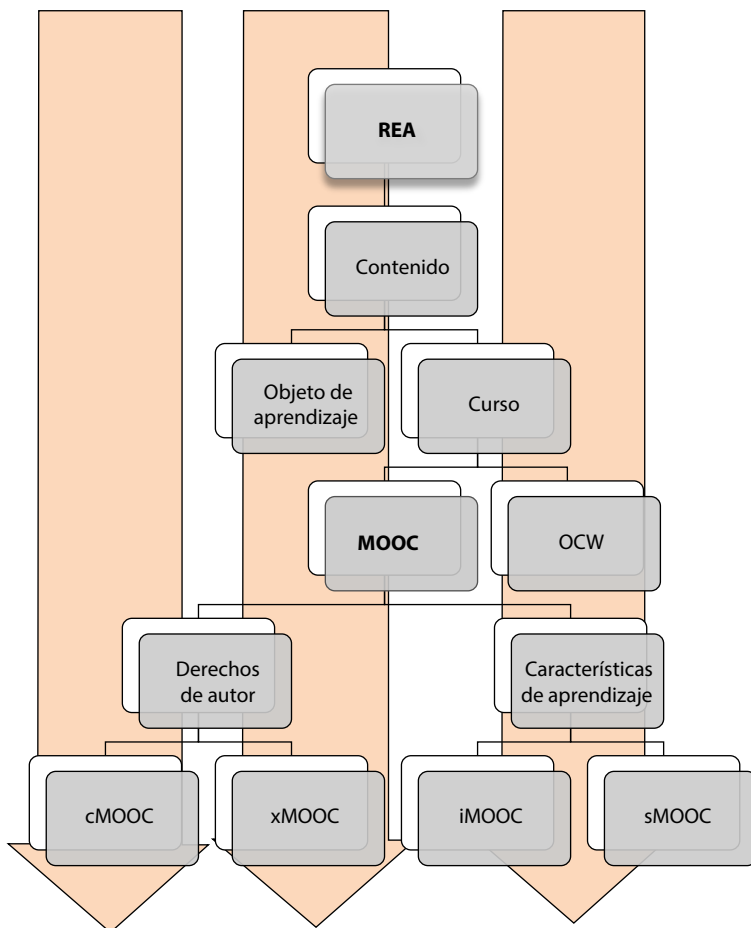 REA
Contenido
Objeto de
aprendizaje
Curso
MOOC
OCW
Derechos
de autor
Características
de aprendizaje
cMOOC
xMOOC
iMOOC
sMOOC